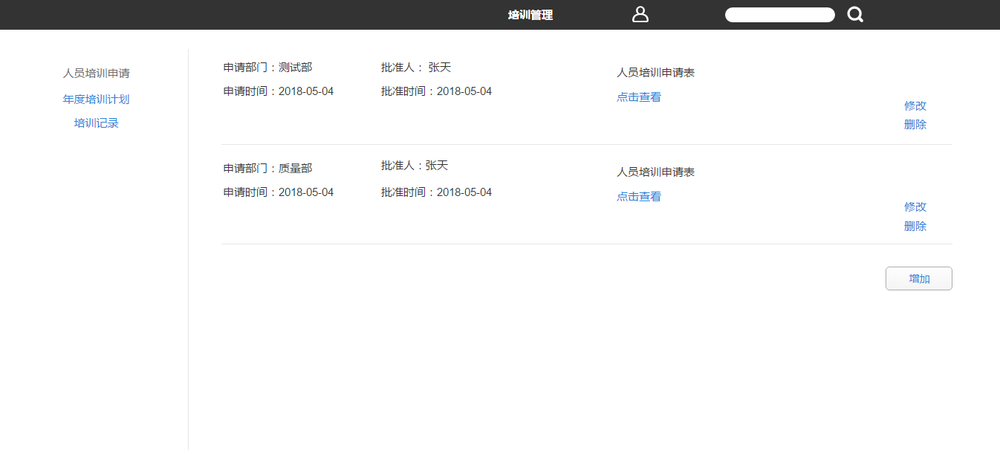 培训管理
人员培训申请
年度培训计划
培训记录
申请部门：测试部
批准人： 张天
人员培训申请表
申请时间：2018-05-04
批准时间：2018-05-04
点击查看
修改
删除
申请部门：质量部
批准人：张天
人员培训申请表
申请时间：2018-05-04
批准时间：2018-05-04
点击查看
修改
删除
增加